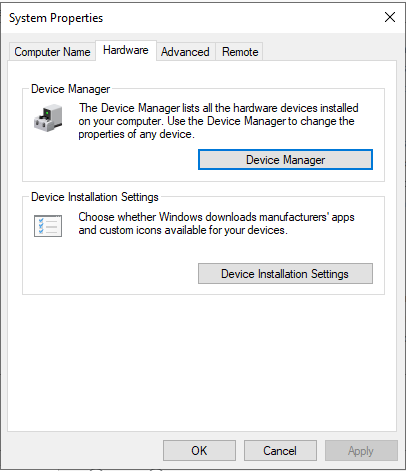 System Properties
Computer Name
Hardware
Advanced
Remote
Device Manager
The Device Manager lists all the hardware devices installed
on your computer. Use the Device Manager to change the
properties of any device.
Device Manager
Device Installation Settings
Choose whether Windows downloads manufacturers' apps
and custom icons available for your devices.
Device Installation Settings
OK
Cancel
Apply